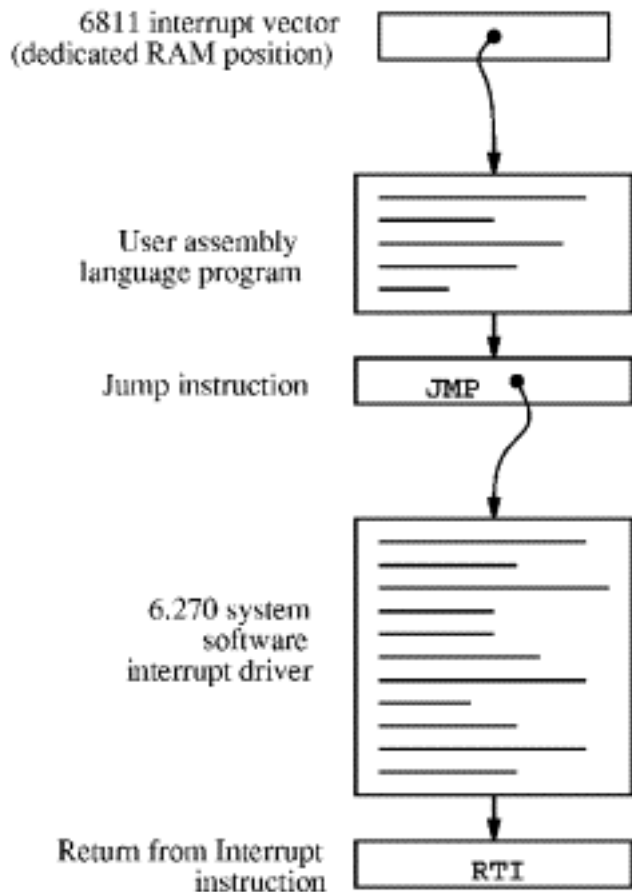 6811 interrupt vector
(dedicated RAM position)
User assembly
language program
Jump instruction
JMP
6.270 system
software
interrupt driver
Return from Interrupt
instruction
RTI